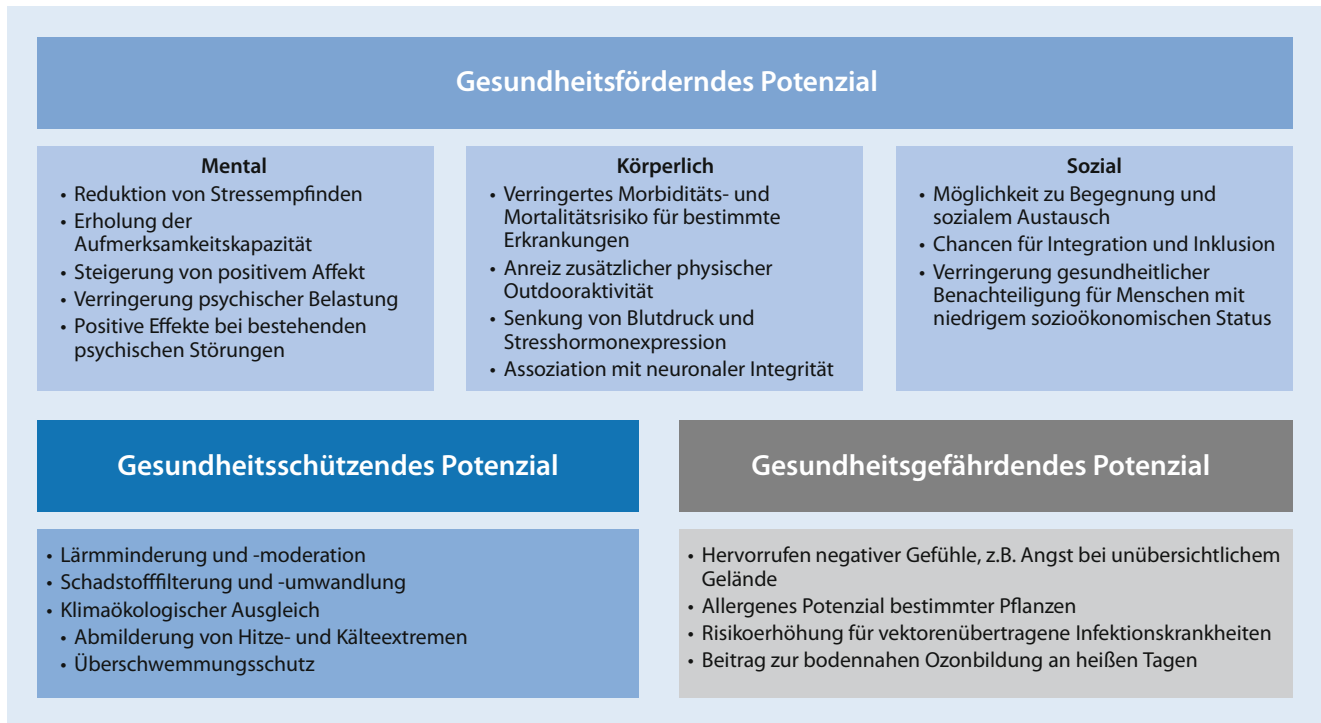 Gesundheitsförderndes Potenzial
Mental
• Reduktion von Stressempfinden
• Erholung der
Aufmerksamkeitskapazität
• Steigerung von positivem Affekt
• Verringerung psychischer Belastung
• Positive Effekte bei bestehenden
psychischen Störungen
Körperlich
• Verringertes Morbiditäts- und
Mortalitätsrisiko für bestimmte
Erkrankungen
• Anreiz zusätzlicher physischer
Outdooraktivität
• Senkung von Blutdruck und
Stresshormonexpression
• Assoziation mit neuronaler Integrität
Sozial
• Möglichkeit zu Begegnung und
sozialem Austausch
• Chancen für Integration und Inklusion
• Verringerung gesundheitlicher
Benachteiligung für Menschen mit
niedrigem sozioökonomischen Status
Gesundheitsschützendes Potenzial
• Lärmminderung und -moderation
• Schadstofffilterung und -umwandlung
• Klimaökologischer Ausgleich
• Abmilderung von Hitze- und Kälteextremen
• Überschwemmungsschutz
Gesundheitsgefährdendes Potenzial
• Hervorrufen negativer Gefühle, z.B. Angst bei unübersichtlichem
Gelände
• Allergenes Potenzial bestimmter Pflanzen
• Risikoerhöhung für vektorenübertragene Infektionskrankheiten
• Beitrag zur bodennahen Ozonbildung an heißen Tagen